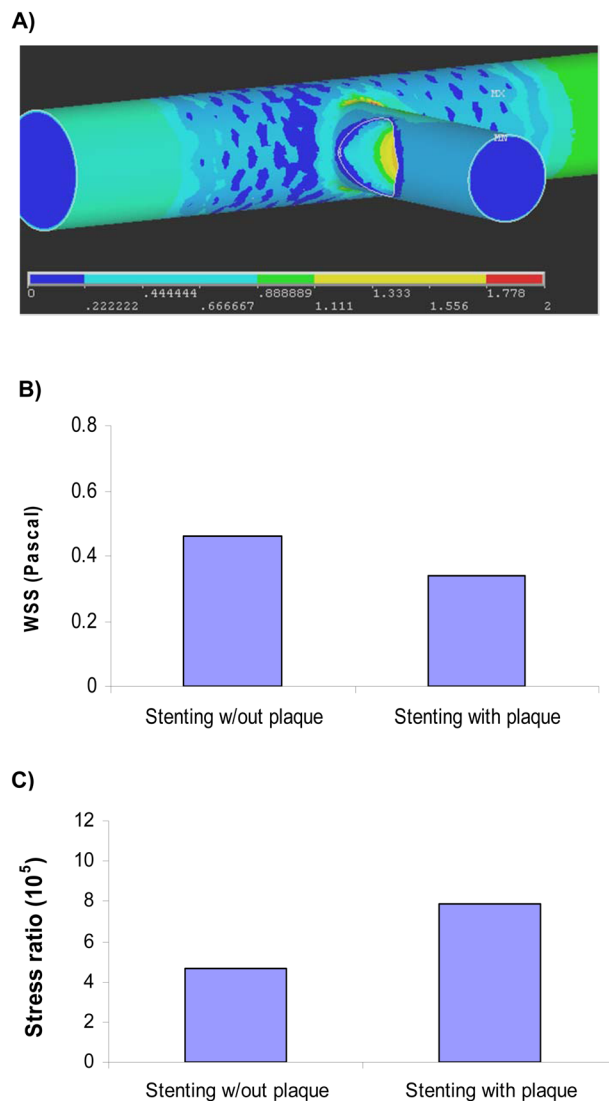 A)
MX
MN
0 .444444 .888889 1.333 1.778
.222222 .666667 1.111 1.556 2
B)
0.8
0.6
0.4
0.2
0
WSS (Pascal)
Stenting w/out plaque Stenting with plaque
C)
12
10
8
6
4
2
0
Stress ratio (10⁵)
Stenting w/out plaque Stenting with plaque